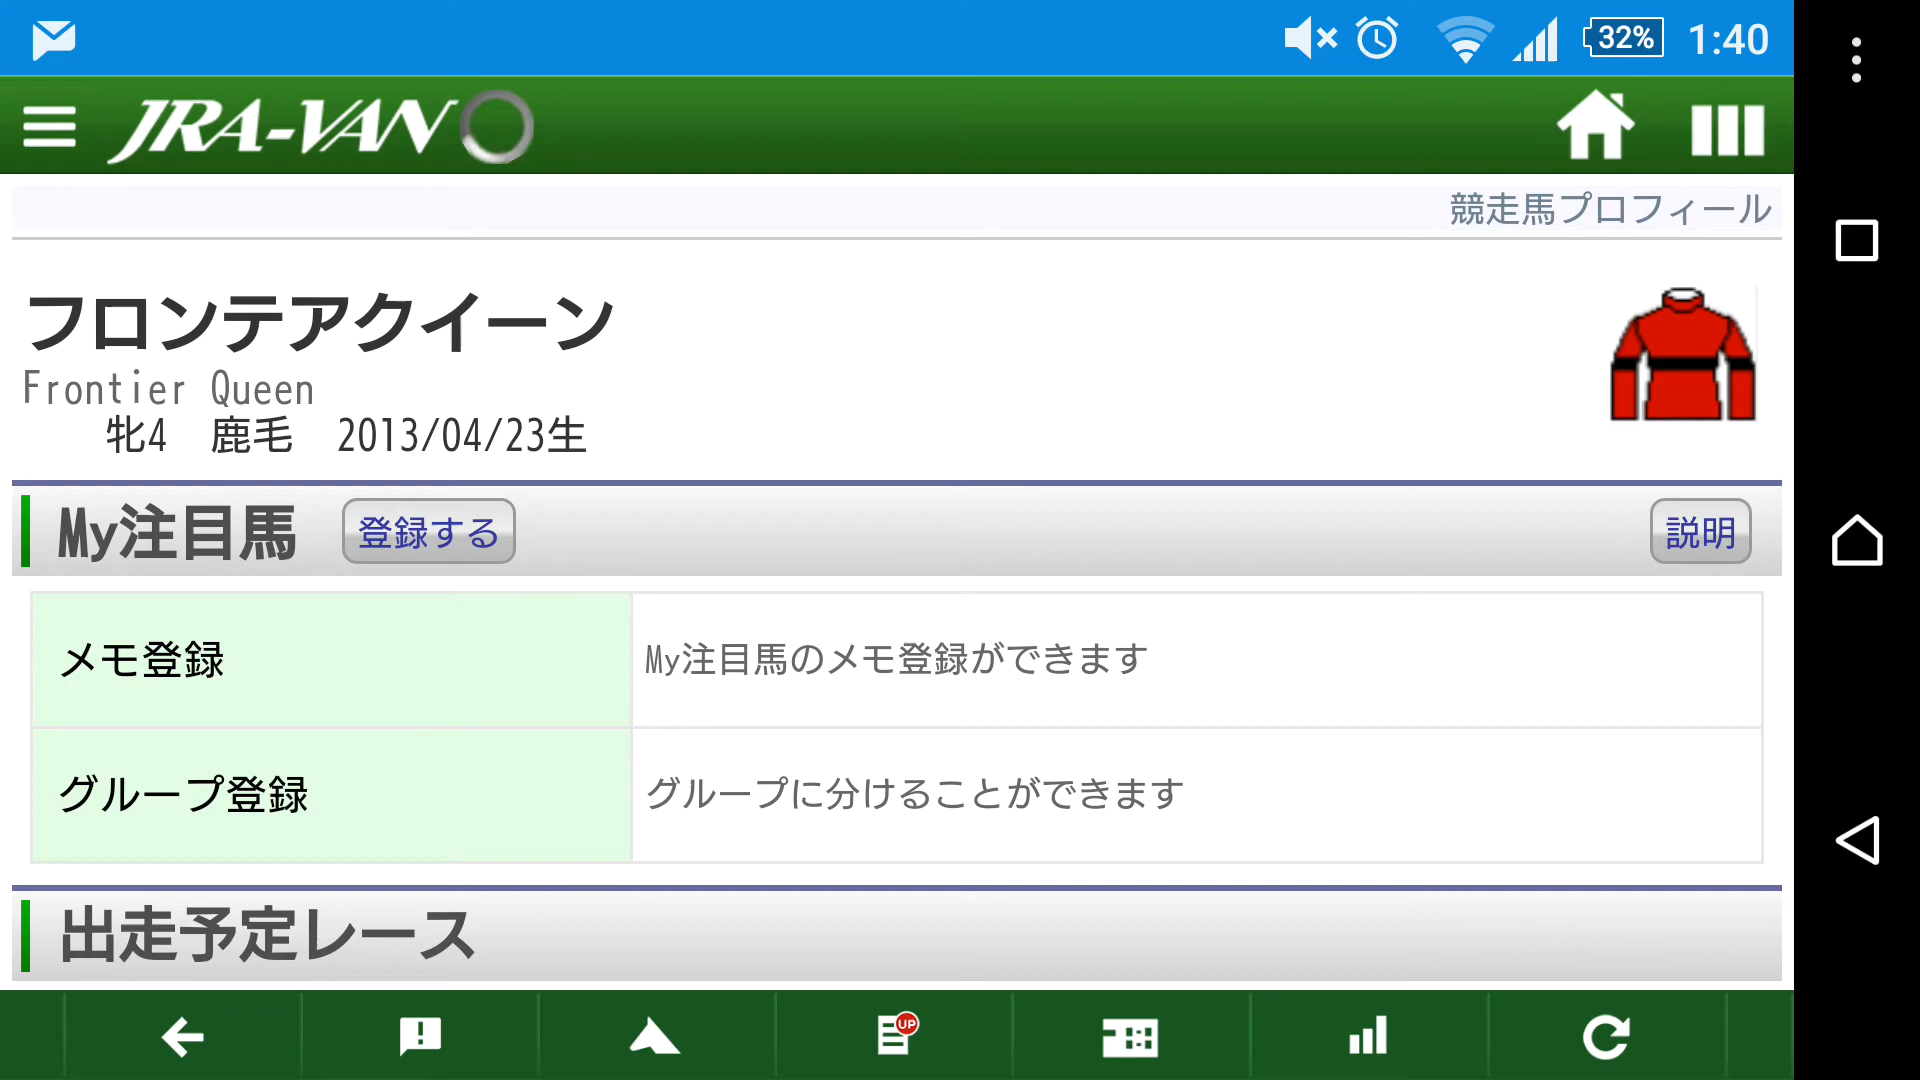 32% 1:40
JRA-VAN
競走馬プロフィール
フロンテアクイーン
Frontier Queen
牝4 鹿毛 2013/04/23生
My注目馬 登録する 説明
メモ登録 My注目馬のメモ登録ができます
グループ登録 グループに分けることができます
出走予定レース
UP